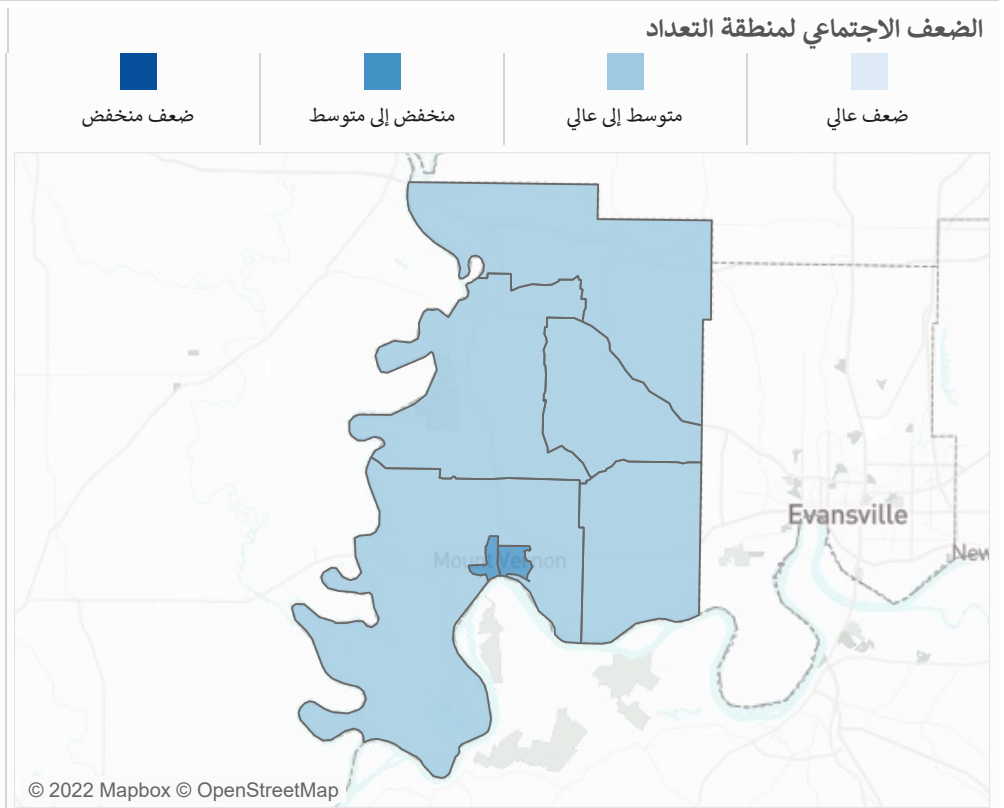 الضعف الاجتماعي لمنطقة التعداد
ضعف عالي
متوسط إلى عالي
منخفض إلى متوسط
ضعف منخفض
Evansville
New
Mount Vernon
© 2022 Mapbox © OpenStreetMap